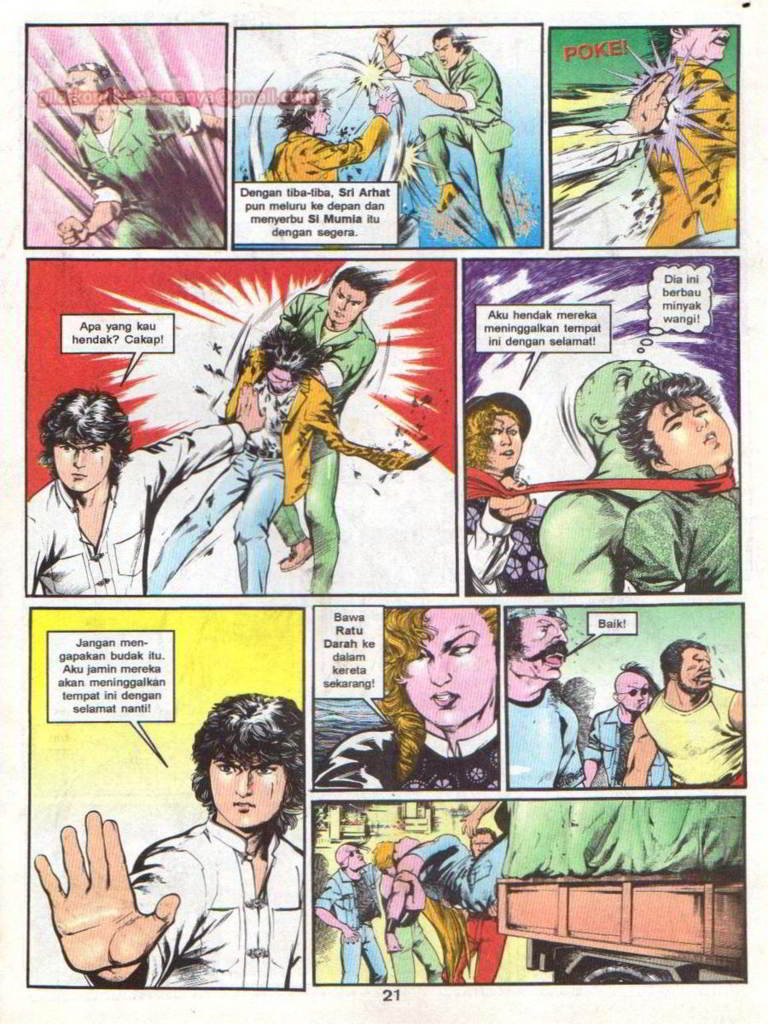 POKE!
Dengan tiba-tiba, Sri Arhat
pun meluru ke depan dan
menyerbu Si Mumia itu
dengan segera.
Apa yang kau
hendak? Cakap!
Aku hendak mereka
meninggalkan tempat
ini dengan selamat!
Dia ini
berbau
minyak
wangi!
Jangan men-
gapakan budak itu.
Aku jamin mereka
akan meninggalkan
tempat ini dengan
selamat nanti!
Bawa
Ratu
Darah ke
dalam
kereta
sekarang!
Baik!
21